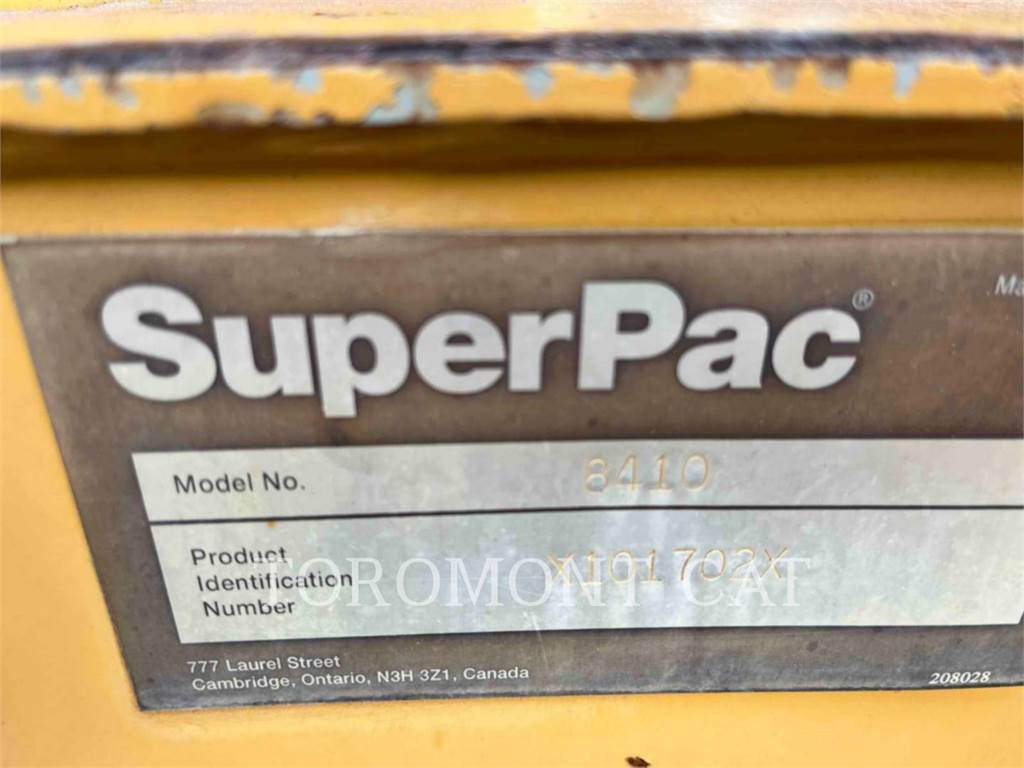 SuperPac®
Ma
Model No. 8410
Product
Identification
Number
X101702X
TOROMONT CAT
777 Laurel Street
Cambridge, Ontario, N3H 3Z1, Canada
208028